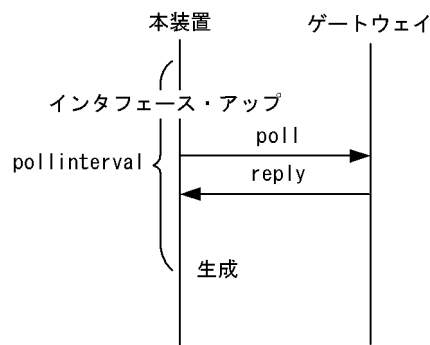 本装置
ゲートウェイ
インタフェース・アップ
poll
pollinterval
reply
生成